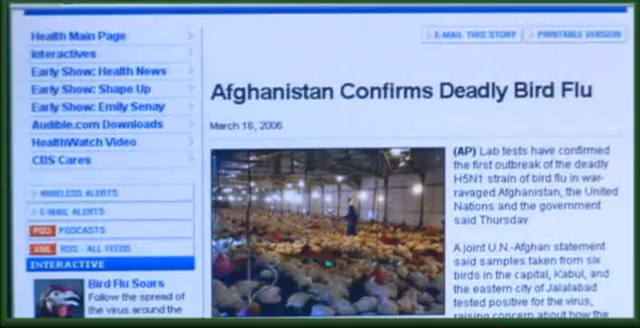 Health Main Page
Interactives
Early Show: Health News
Early Show: Shape Up
Early Show: Emily Senay
Audible.com Downloads
HealthWatch Video
CBS Cares
WIRELESS ALERTS
E-MAIL ALERTS
POD PODCASTS
XML RSS - ALL FEEDS
INTERACTIVE
Bird Flu Soars
Follow the spread of
the virus around the
E-MAIL THIS STORY
PRINTABLE VERSION
Afghanistan Confirms Deadly Bird Flu
March 16, 2006
(AP) Lab tests have confirmed
the first outbreak of the deadly
H5N1 strain of bird flu in war-
ravaged Afghanistan, the United
Nations and the government
said Thursday.
A joint U.N.-Afghan statement
said samples taken from six
birds in the capital, Kabul, and
the eastern city of Jalalabad
tested positive for the virus,
raising concern about how the